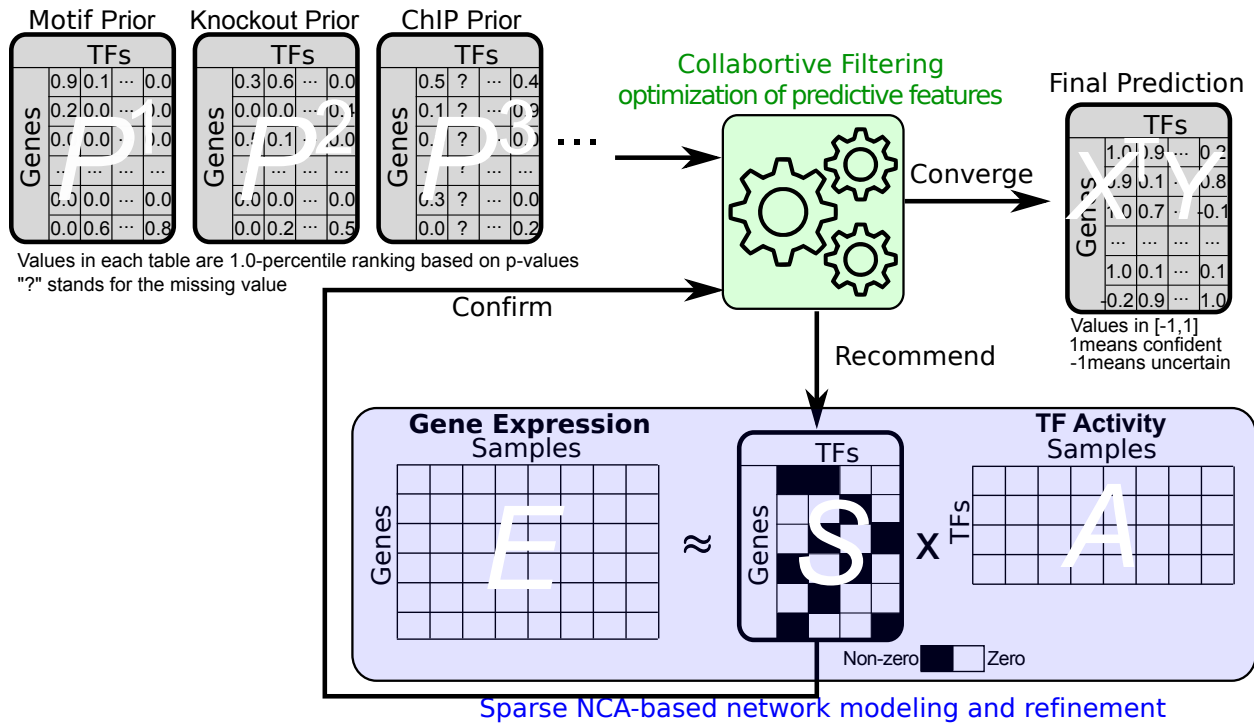 Motif Prior
TFs
Genes
0.9 0.1 ... 0.0
0.2 0.0 ... 0.0
0.0 0.0 0.0
... ... ... ...
0.0 0.0 ... 0.0
0.0 0.6 ... 0.8
P1
Knockout Prior
TFs
Genes
0.3 0.6 ... 0.0
0.0 0.0
0.1 0.0
... ... ... ...
0.0 0.0 ... 0.0
0.0 0.2 ... 0.5
P2
ChIP Prior
TFs
Genes
0.5 ? ... 0.4
0.1 ?
? 0.0
... ? ... ...
0.3 ? ... 0.0
0.0 ? ... 0.2
P3
...
Values in each table are 1.0-percentile ranking based on p-values
"?" stands for the missing value
Collabortive Filtering
optimization of predictive features
Converge
Final Prediction
TFs
Genes
1.0 0.9 ... 0.2
0.9 0.1 0.8
1.0 0.7 ... -0.1
... ... ... ...
1.0 0.1 ... 0.1
-0.2 0.9 ... 1.0
XTY
Values in [-1,1]
1means confident
-1means uncertain
Confirm
Recommend
Gene Expression
Samples
Genes
E
≈
TFs
Genes
S
x
TF Activity
Samples
TFs
A
Non-zero Zero
Sparse NCA-based network modeling and refinement